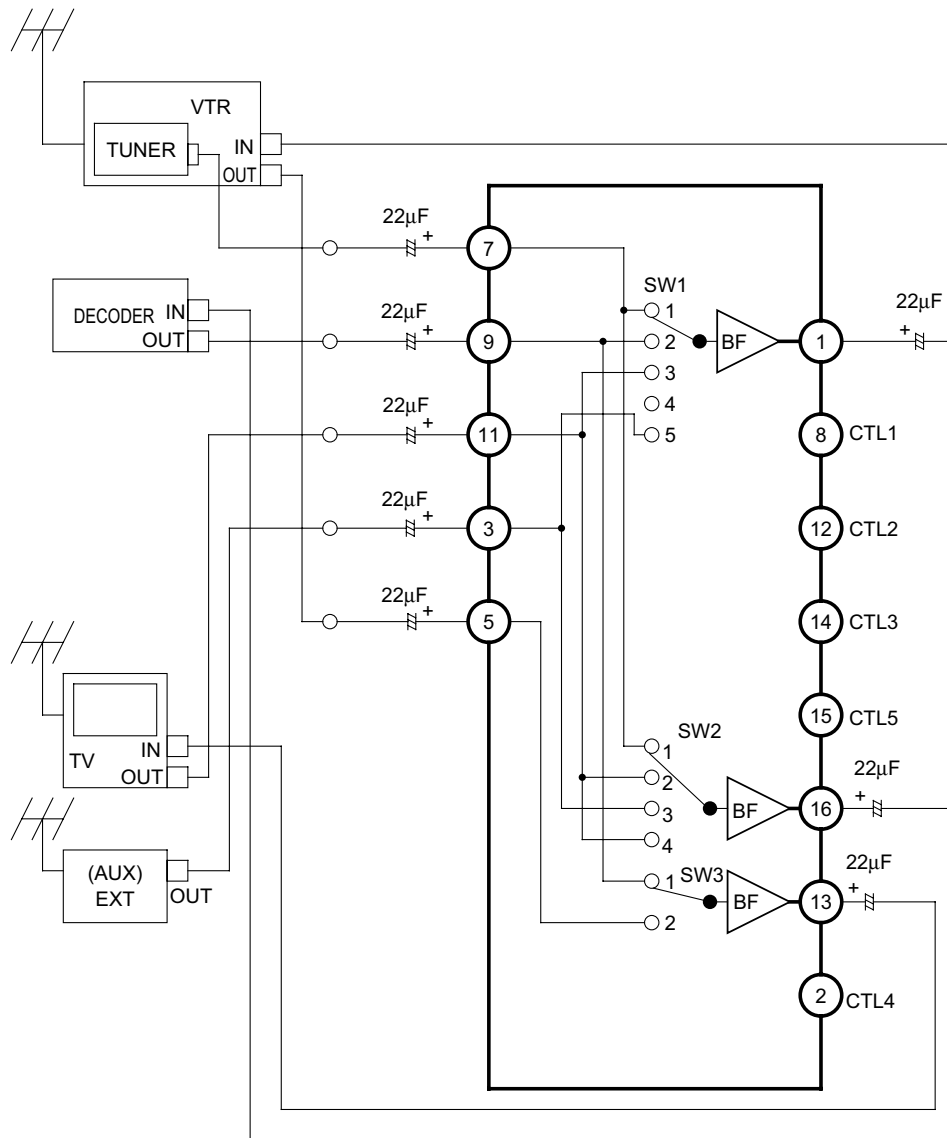 VTR
TUNER
IN
OUT
22μF
+
7
DECODER
IN
OUT
22μF
+
9
SW1
1
2
3
4
5
BF
1
22μF
+
22μF
+
11
8
CTL1
22μF
+
3
12
CTL2
22μF
+
5
14
CTL3
15
CTL5
TV
IN
OUT
SW2
1
2
3
4
BF
16
22μF
+
(AUX)
EXT
OUT
SW3
1
2
BF
13
22μF
+
2
CTL4